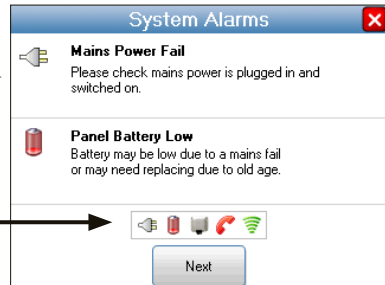 System Alarms
Mains Power Fail
Please check mains power is plugged in and
switched on.
Panel Battery Low
Battery may be low due to a mains fail
or may need replacing due to old age.
Next